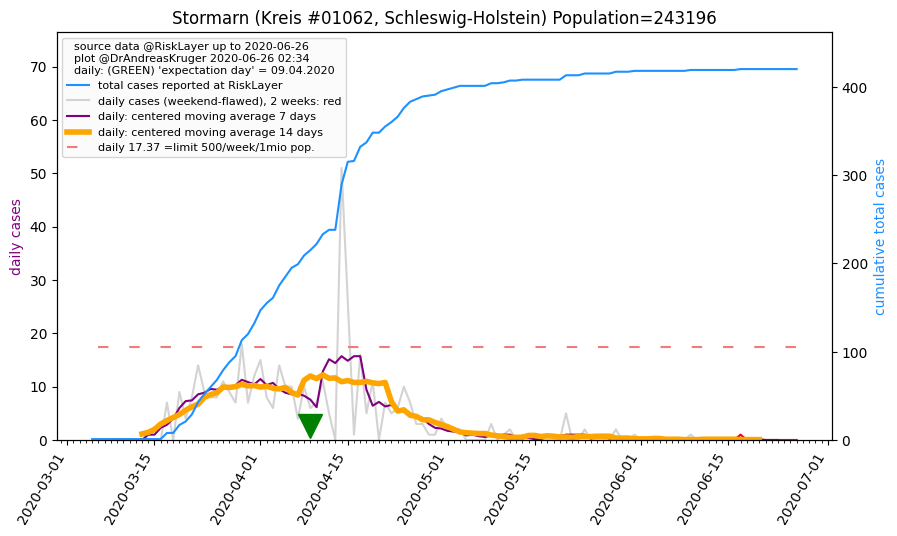 Stormarn (Kreis #01062, Schleswig-Holstein) Population=243196
source data @RiskLayer up to 2020-06-26
plot @DrAndreasKruger 2020-06-26 02:34
daily: (GREEN) 'expectation day' = 09.04.2020
total cases reported at RiskLayer
daily cases (weekend-flawed), 2 weeks: red
daily: centered moving average 7 days
daily: centered moving average 14 days
daily 17.37 =limit 500/week/1mio pop.
daily cases
70
60
50
40
30
20
10
0
cumulative total cases
400
300
200
100
0
2020-03-01
2020-03-15
2020-04-01
2020-04-15
2020-05-01
2020-05-15
2020-06-01
2020-06-15
2020-07-01